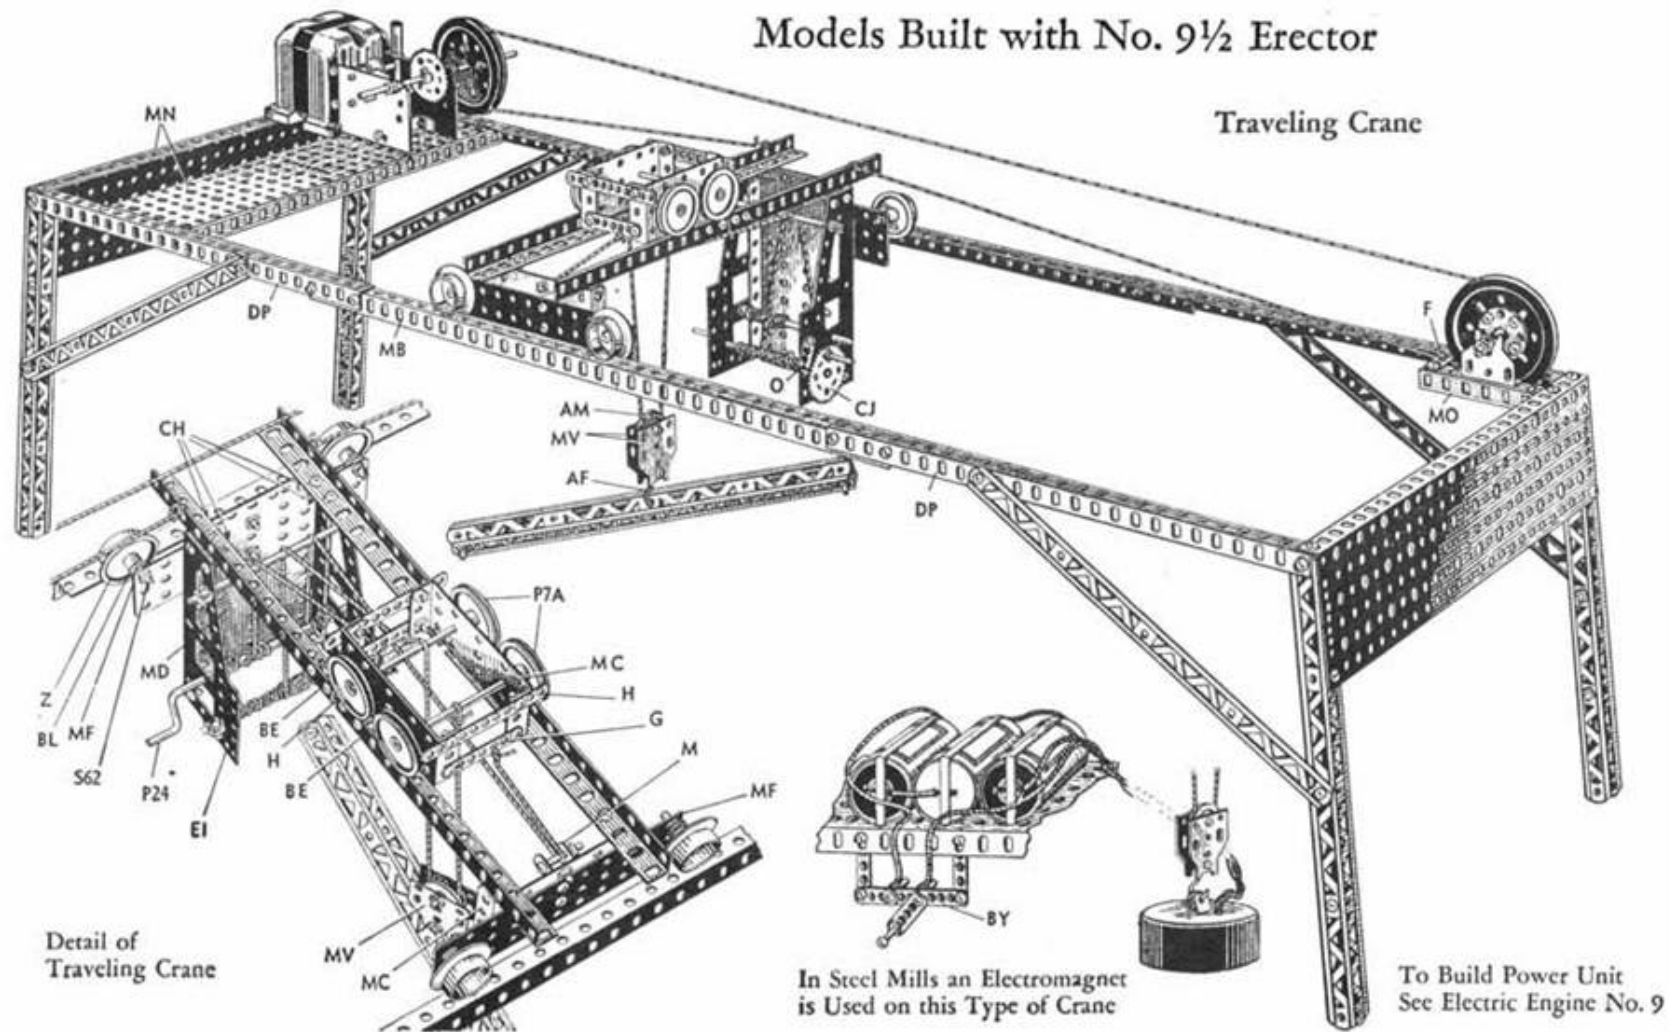 Models Built with No. 9½ Erector
Traveling Crane
MN
DP
MB
F
MO
O
CJ
AM
MV
AF
DP
CH
P7A
MC
H
G
M
MF
MD
Z
BL
MF
S62
P24
EI
BE
H
BE
MV
MC
BY
Detail of
Traveling Crane
In Steel Mills an Electromagnet
is Used on this Type of Crane
To Build Power Unit
See Electric Engine No. 9